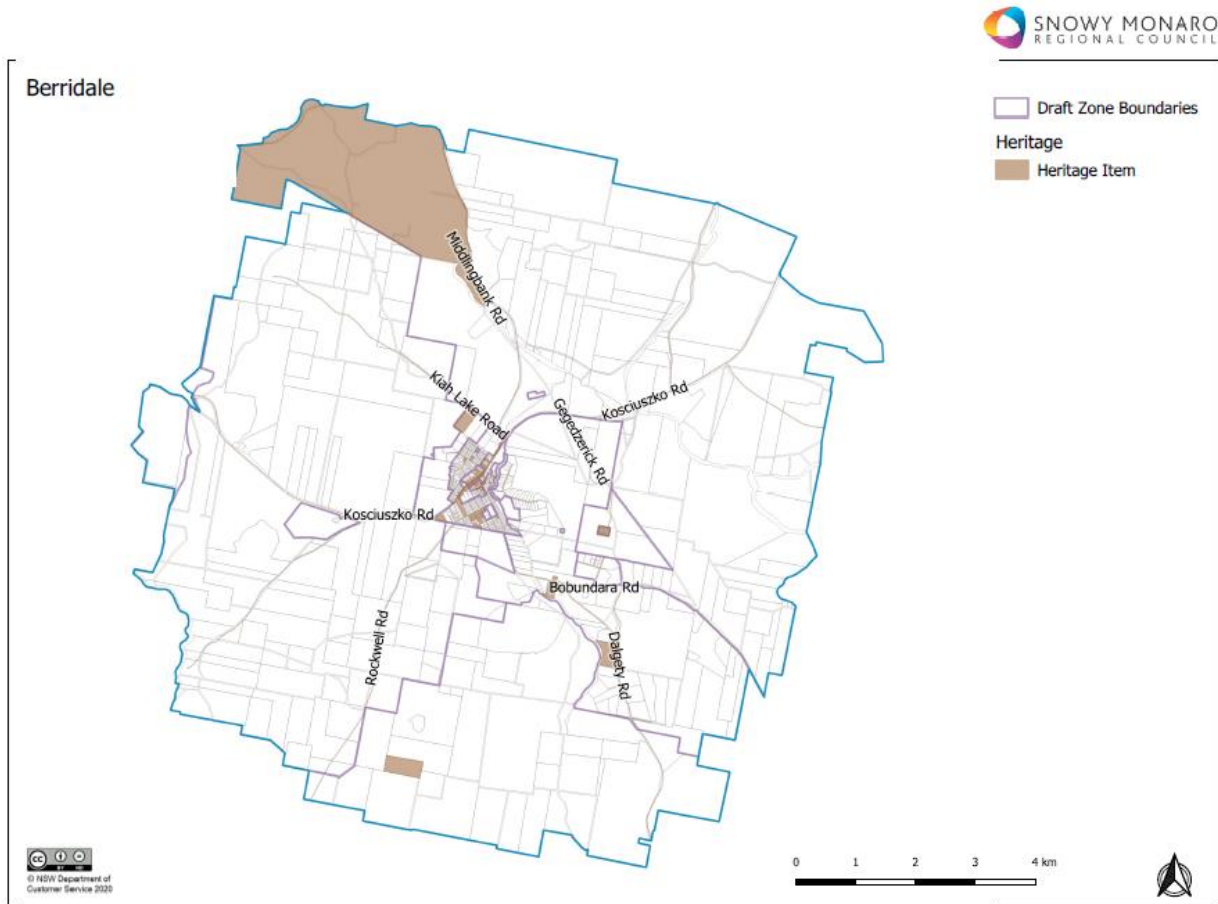 SNOWY MONARO
REGIONAL COUNCIL
Berridale
Draft Zone Boundaries
Heritage
Heritage Item
Middlingbank Rd
Kiah Lake Road
Gegedzerick Rd
Kosciuszko Rd
Kosciuszko Rd
Bobundara Rd
Rockwell Rd
Dalgety Rd
cc
BY
© NSW Department of
Customer Service 2020
0 1 2 3 4 km